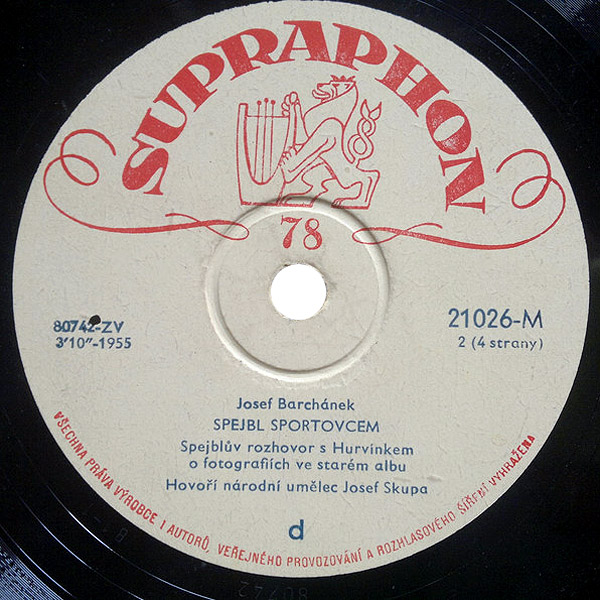 SUPRAPHON
78
80742-ZV
3'10"-1955
21026-M
2 (4 strany)
Josef Barchánek
SPEJBL SPORTOVCEM
Spejblův rozhovor s Hurvínkem
o fotografiích ve starém albu
Hovoří národní umělec Josef Skupa
d
VŠECHNA PRÁVA VÝROBCE I AUTORŮ, VEŘEJNÉHO PROVOZOVÁNÍ A ROZHLASOVÉHO ŠÍŘENÍ VYHRAŽENA